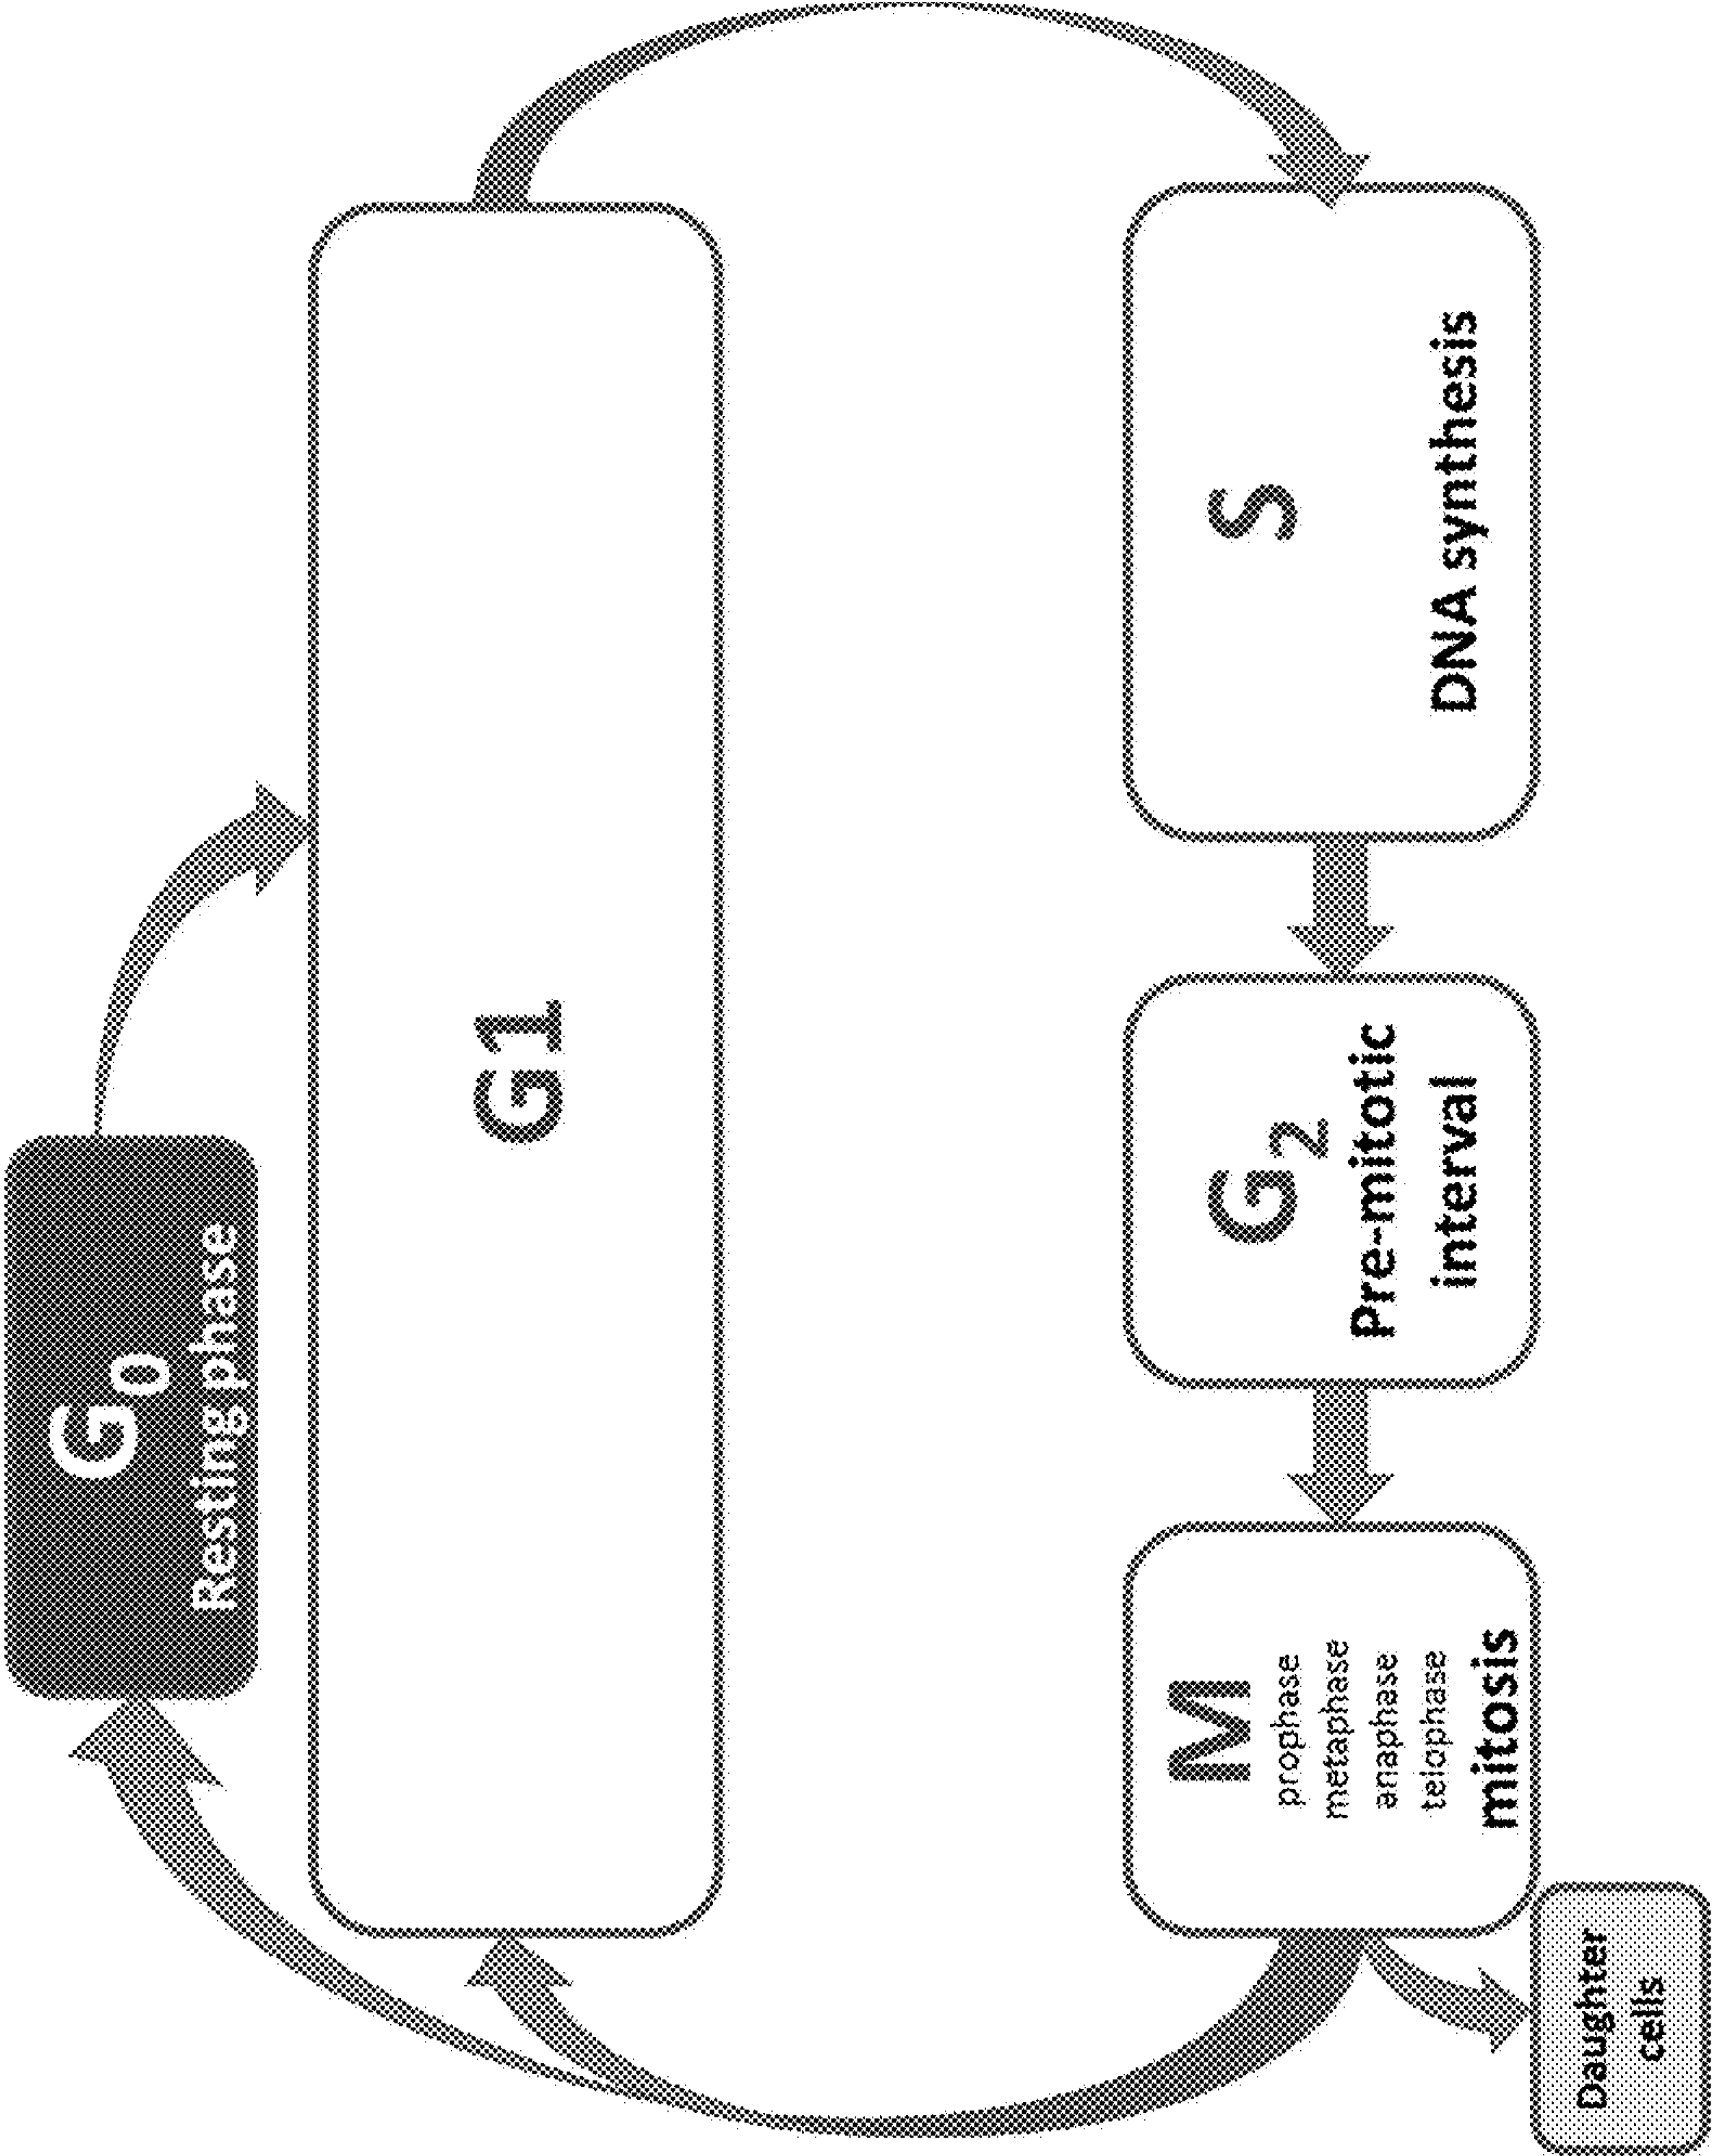 G0
Resting phase
G1
M
prophase
metaphase
anaphase
telophase
mitosis
G2
Pre-mitotic
interval
S
DNA synthesis
Daughter
cells